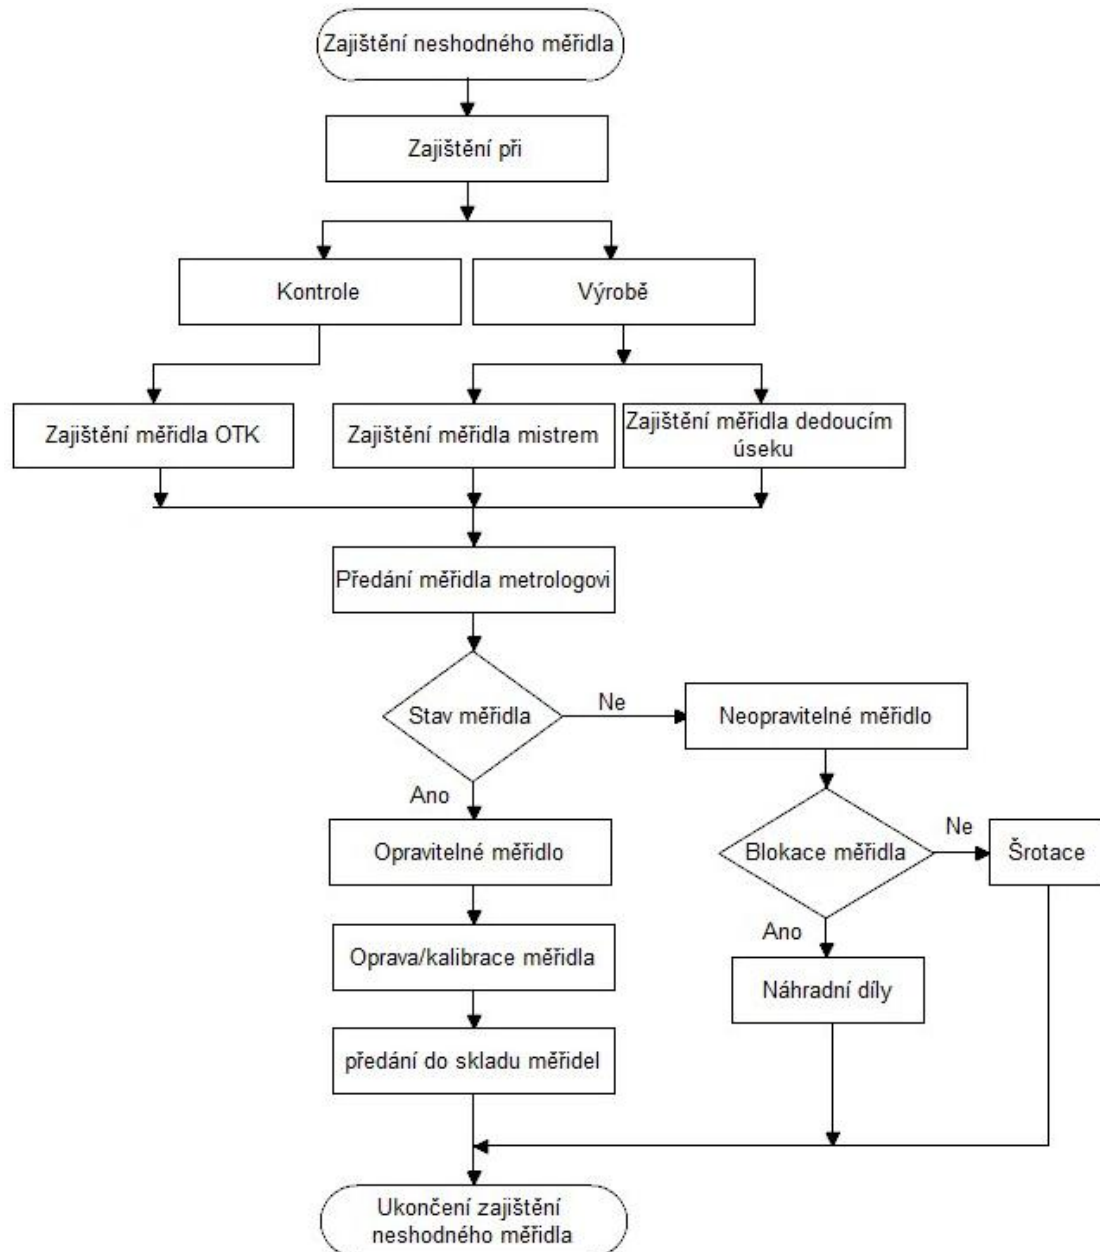 Zajištění neshodného měřidla
Zajištění při
Kontrole
Výrobě
Zajištění měřidla OTK
Zajištění měřidla mistrem
Zajištění měřidla dedoucím
úseku
Předání měřidla metrologovi
Stav měřidla
Ne
Neopravitelné měřidlo
Ano
Opravitelné měřidlo
Blokace měřidla
Ne
Šrotace
Ano
Oprava/kalibrace měřidla
Náhradní díly
předání do skladu měřidel
Ukončení zajištění
neshodného měřidla